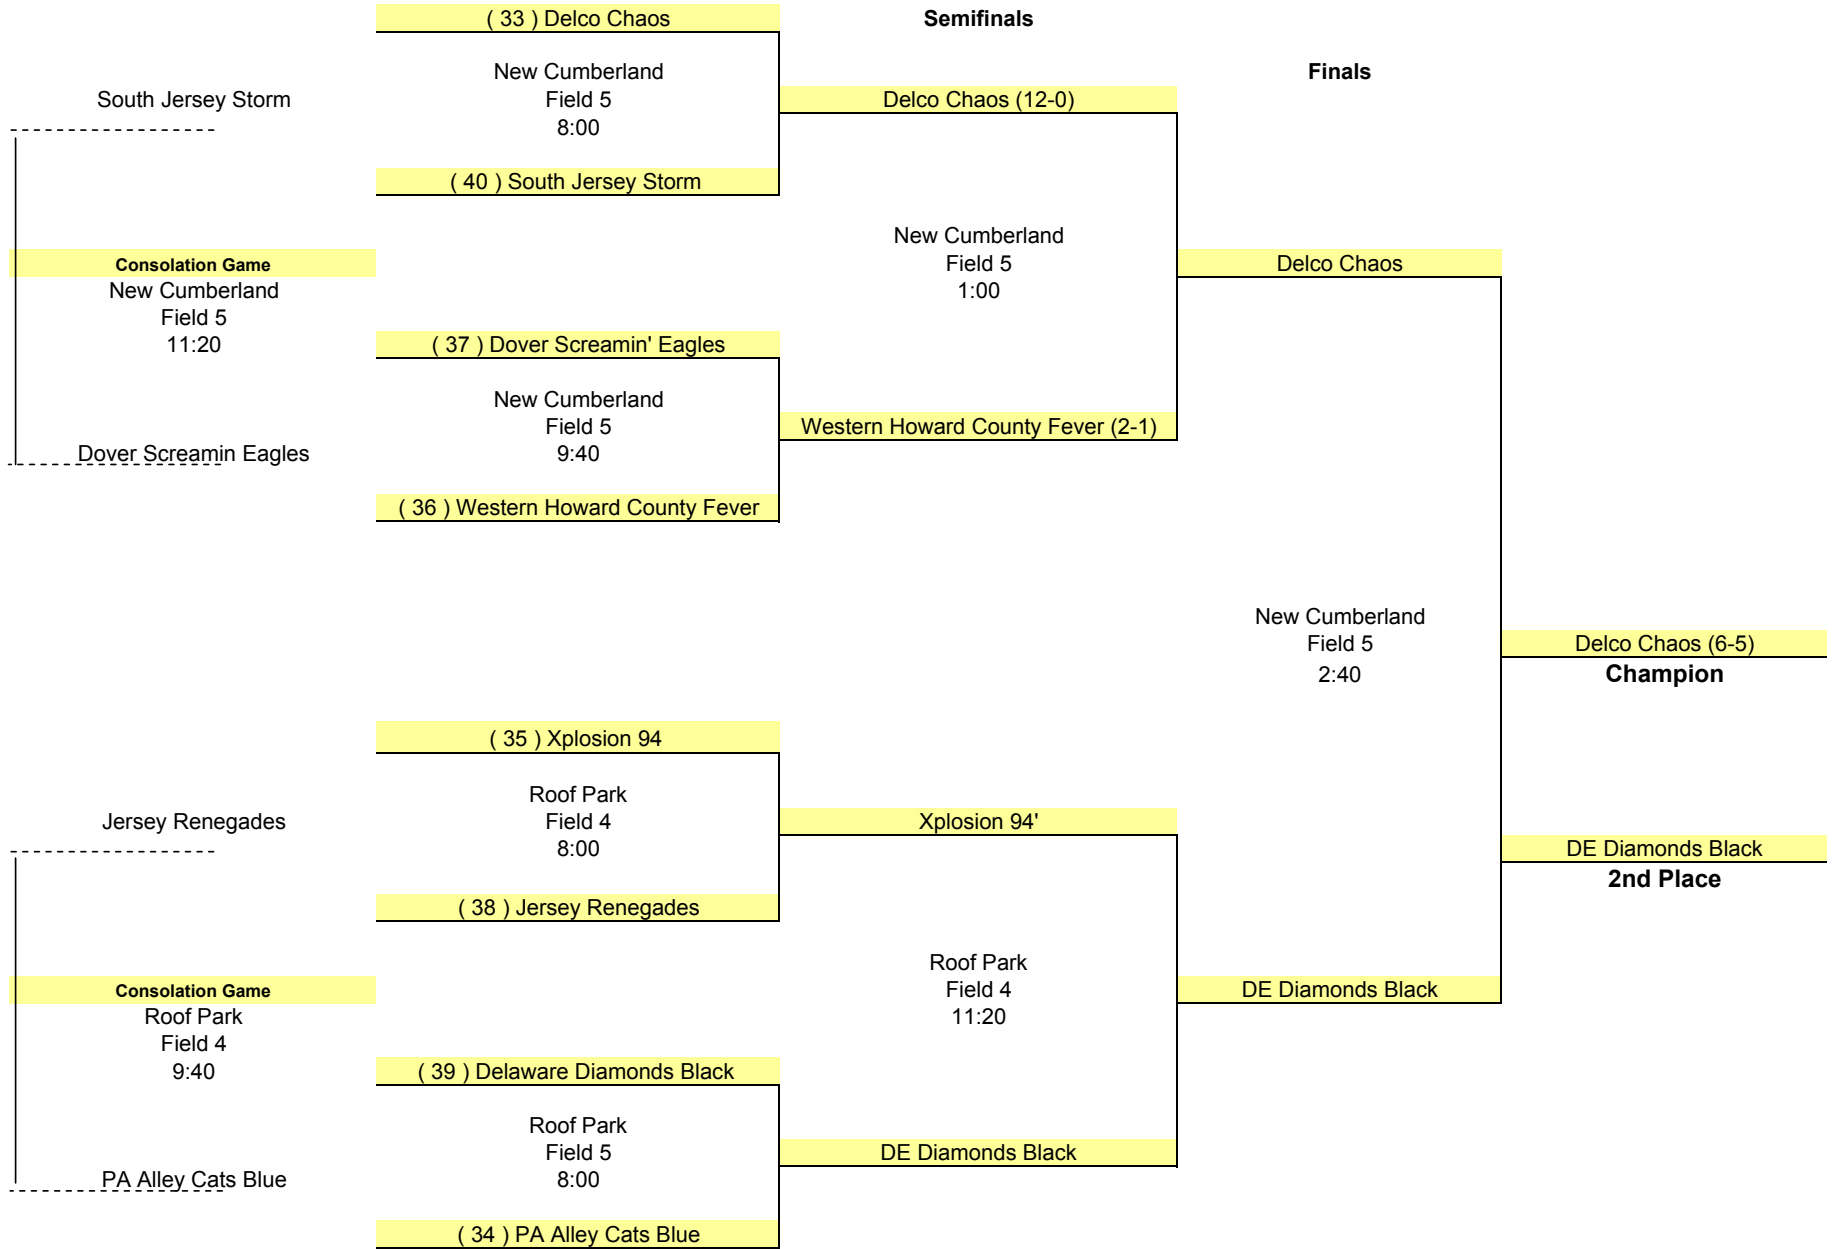 ( 33 ) Delco Chaos
Semifinals
New Cumberland
Finals
South Jersey Storm
Field 5
Delco Chaos (12-0)
8:00
( 40 ) South Jersey Storm
New Cumberland
Consolation Game
Field 5
Delco Chaos
New Cumberland
1:00
Field 5
11:20
( 37 ) Dover Screamin' Eagles
New Cumberland
Field 5
Western Howard County Fever (2-1)
Dover Screamin Eagles
9:40
( 36 ) Western Howard County Fever
New Cumberland
Field 5
Delco Chaos (6-5)
2:40
Champion
( 35 ) Xplosion 94
Roof Park
Jersey Renegades
Field 4
Xplosion 94'
8:00
DE Diamonds Black
2nd Place
( 38 ) Jersey Renegades
Roof Park
Consolation Game
Field 4
DE Diamonds Black
Roof Park
11:20
Field 4
9:40
( 39 ) Delaware Diamonds Black
Roof Park
Field 5
DE Diamonds Black
PA Alley Cats Blue
8:00
( 34 ) PA Alley Cats Blue